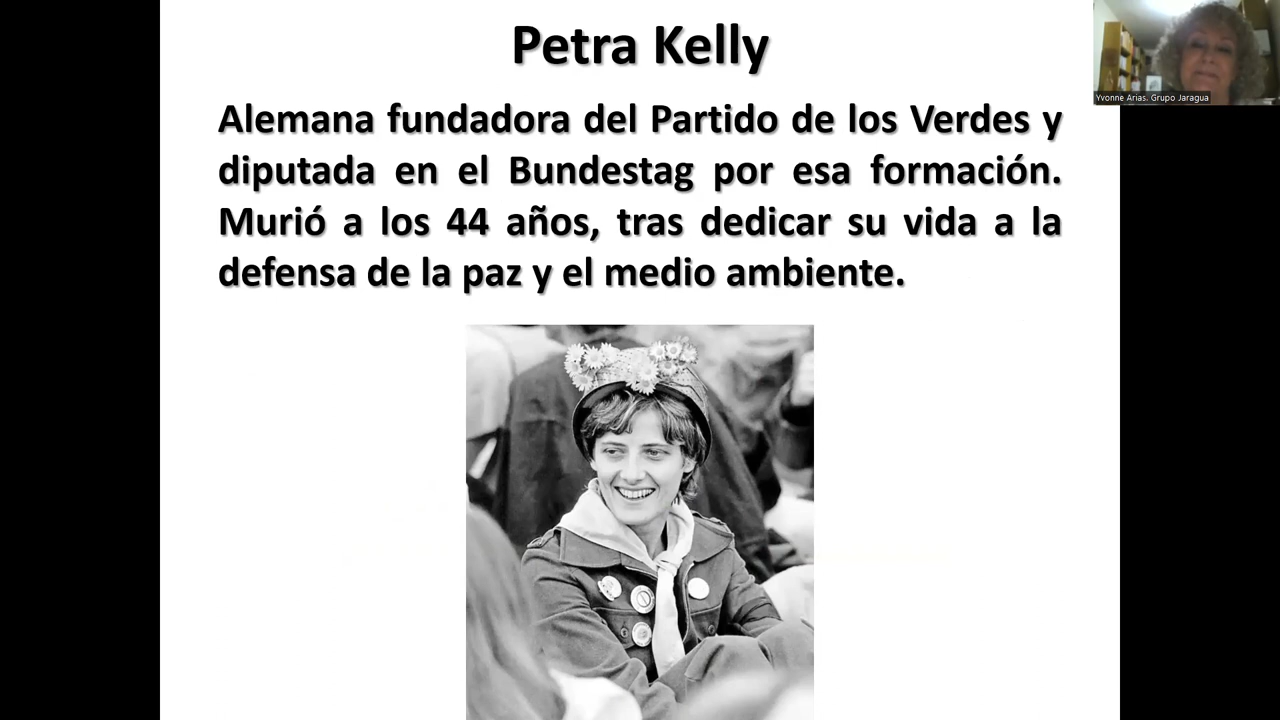 Petra Kelly
Alemana fundadora del Partido de los Verdes y
diputada en el Bundestag por esa formación.
Murió a los 44 años, tras dedicar su vida a la
defensa de la paz y el medio ambiente.
Yvonne Arias. Grupo Jaragua